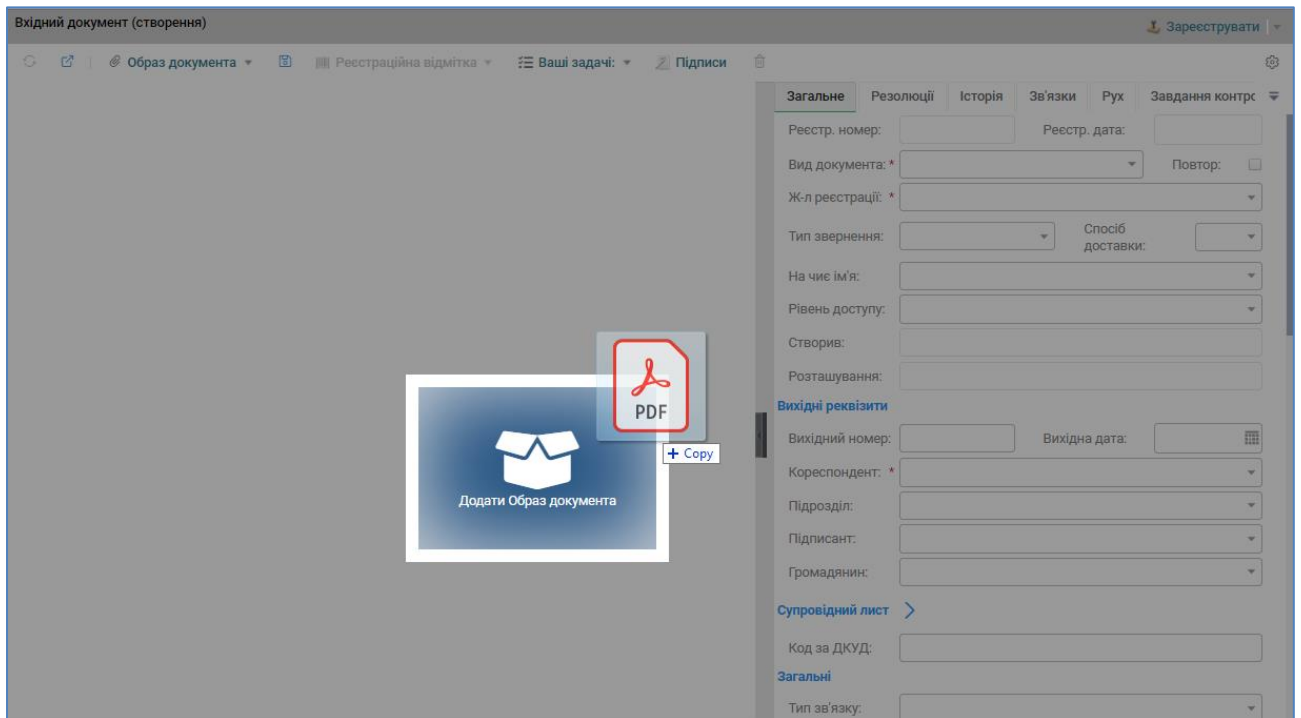 Вхідний документ (створення)
Зареєструвати
Образ документа
Реєстраційна відмітка
Ваші задачі:
Підписи
Загальне Резолюції Історія Зв'язки Рух Завдання контрс
Реєстр. номер: Реєстр. дата:
Вид документа: * Повтор:
Ж-л реєстрації: *
Тип звернення: Спосіб
доставки:
На чиє ім'я:
Рівень доступу:
Створив:
Розташування:
Вихідні реквізити
Вихідний номер: Вихідна дата:
Кореспондент: *
Підрозділ:
Підписант:
Громадянин:
Супровідний лист
Код за ДКУД:
Загальні
Тип зв'язку:
PDF
+ Copy
Додати Образ документа